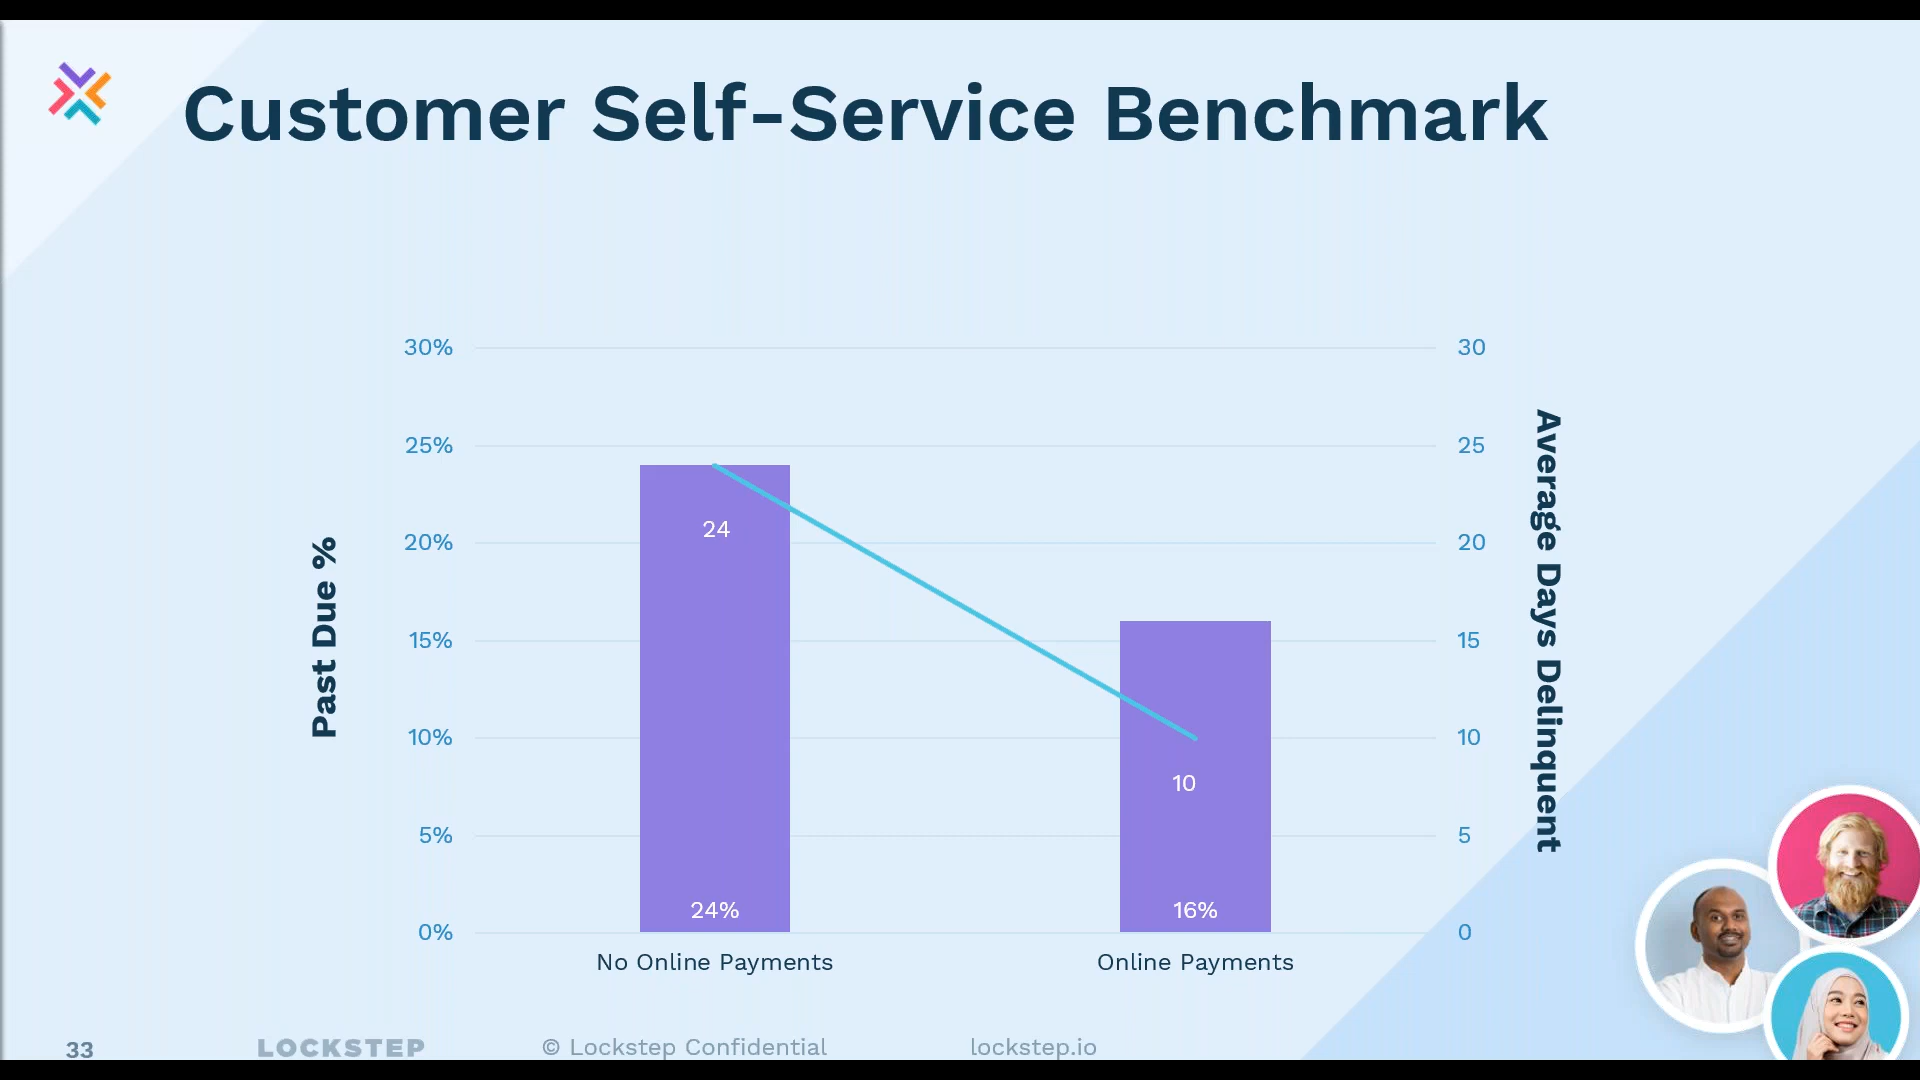 Customer Self-Service Benchmark
30%
25%
20%
15%
10%
5%
0%
Past Due %
30
25
20
15
10
5
0
Average Days Delinquent
24
10
24%
16%
No Online Payments
Online Payments
33
LOCKSTEP
© Lockstep Confidential
lockstep.io